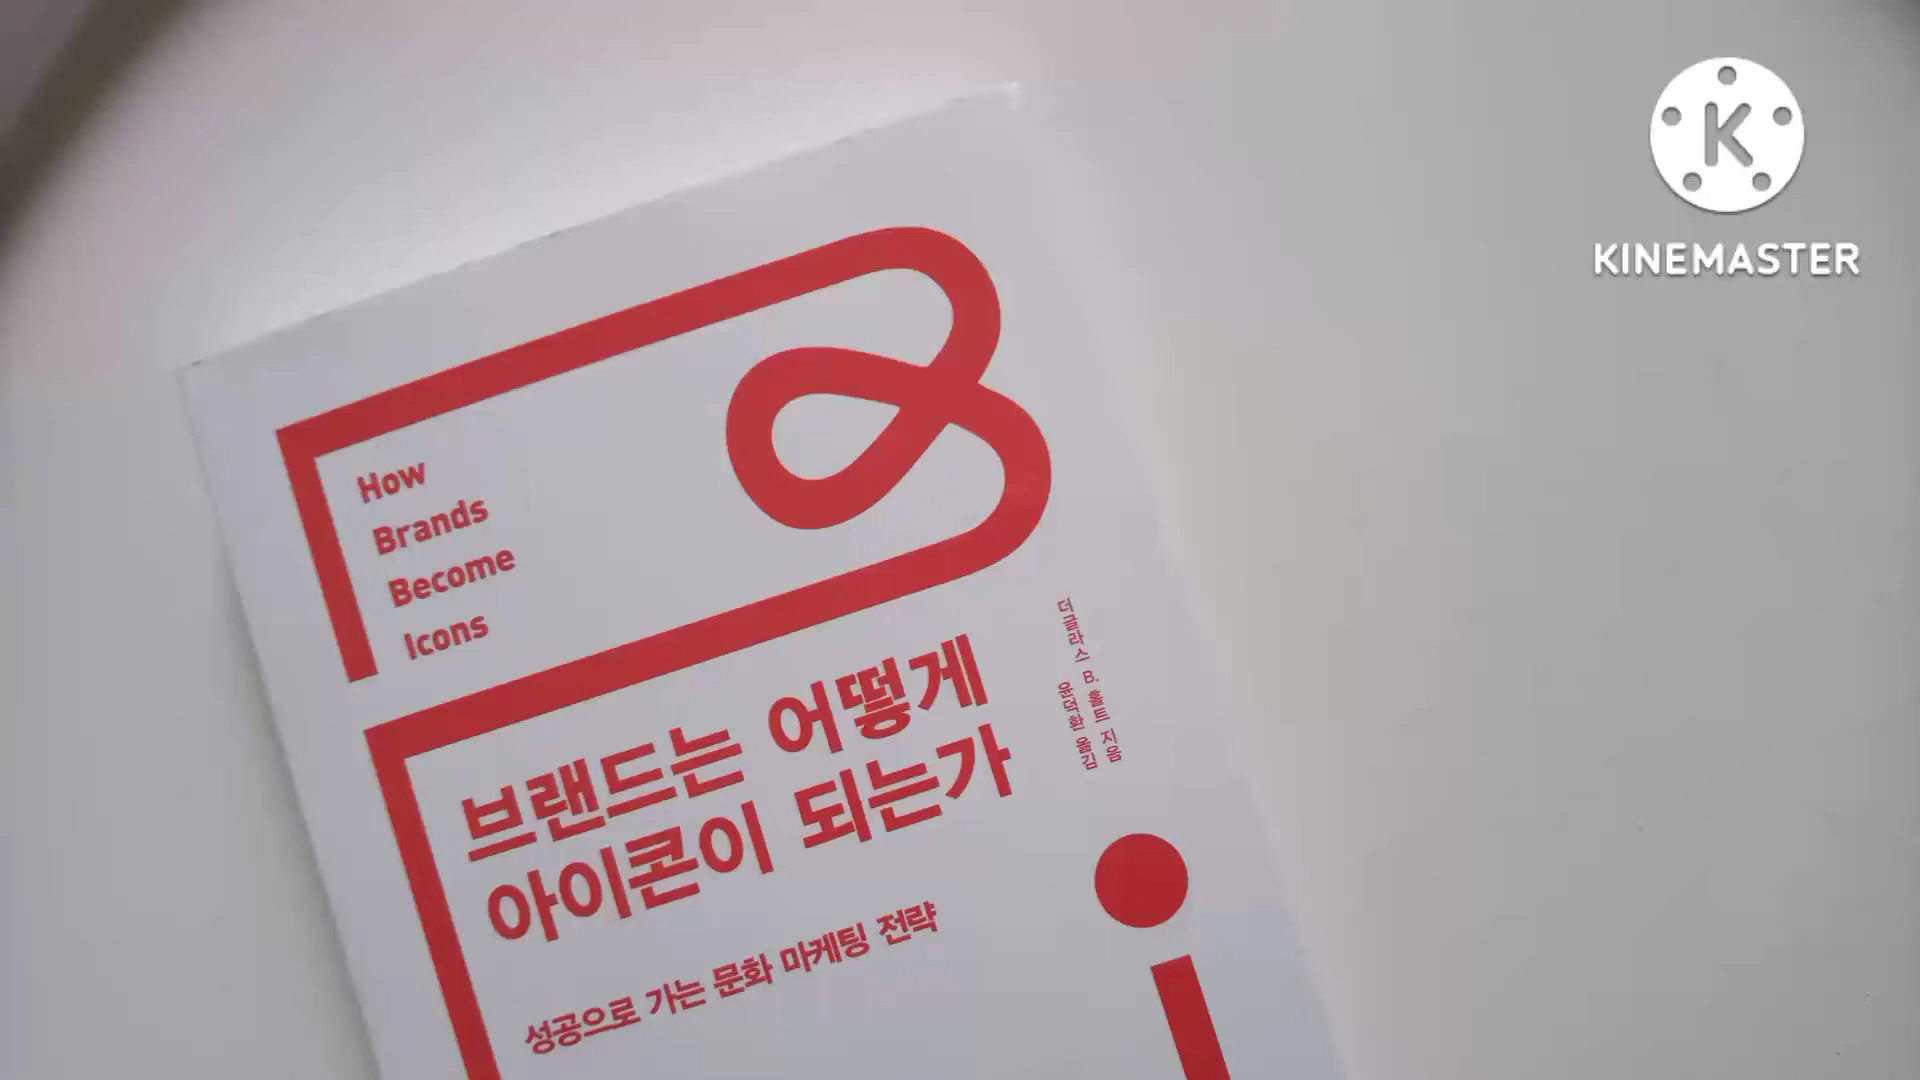 K
KINEMASTER
How
Brands
Become
Icons
브랜드는 어떻게
아이콘이 되는가
더글라스 B. 홀트 지음
윤덕환 옮김
성공으로 가는 문화 마케팅 전략